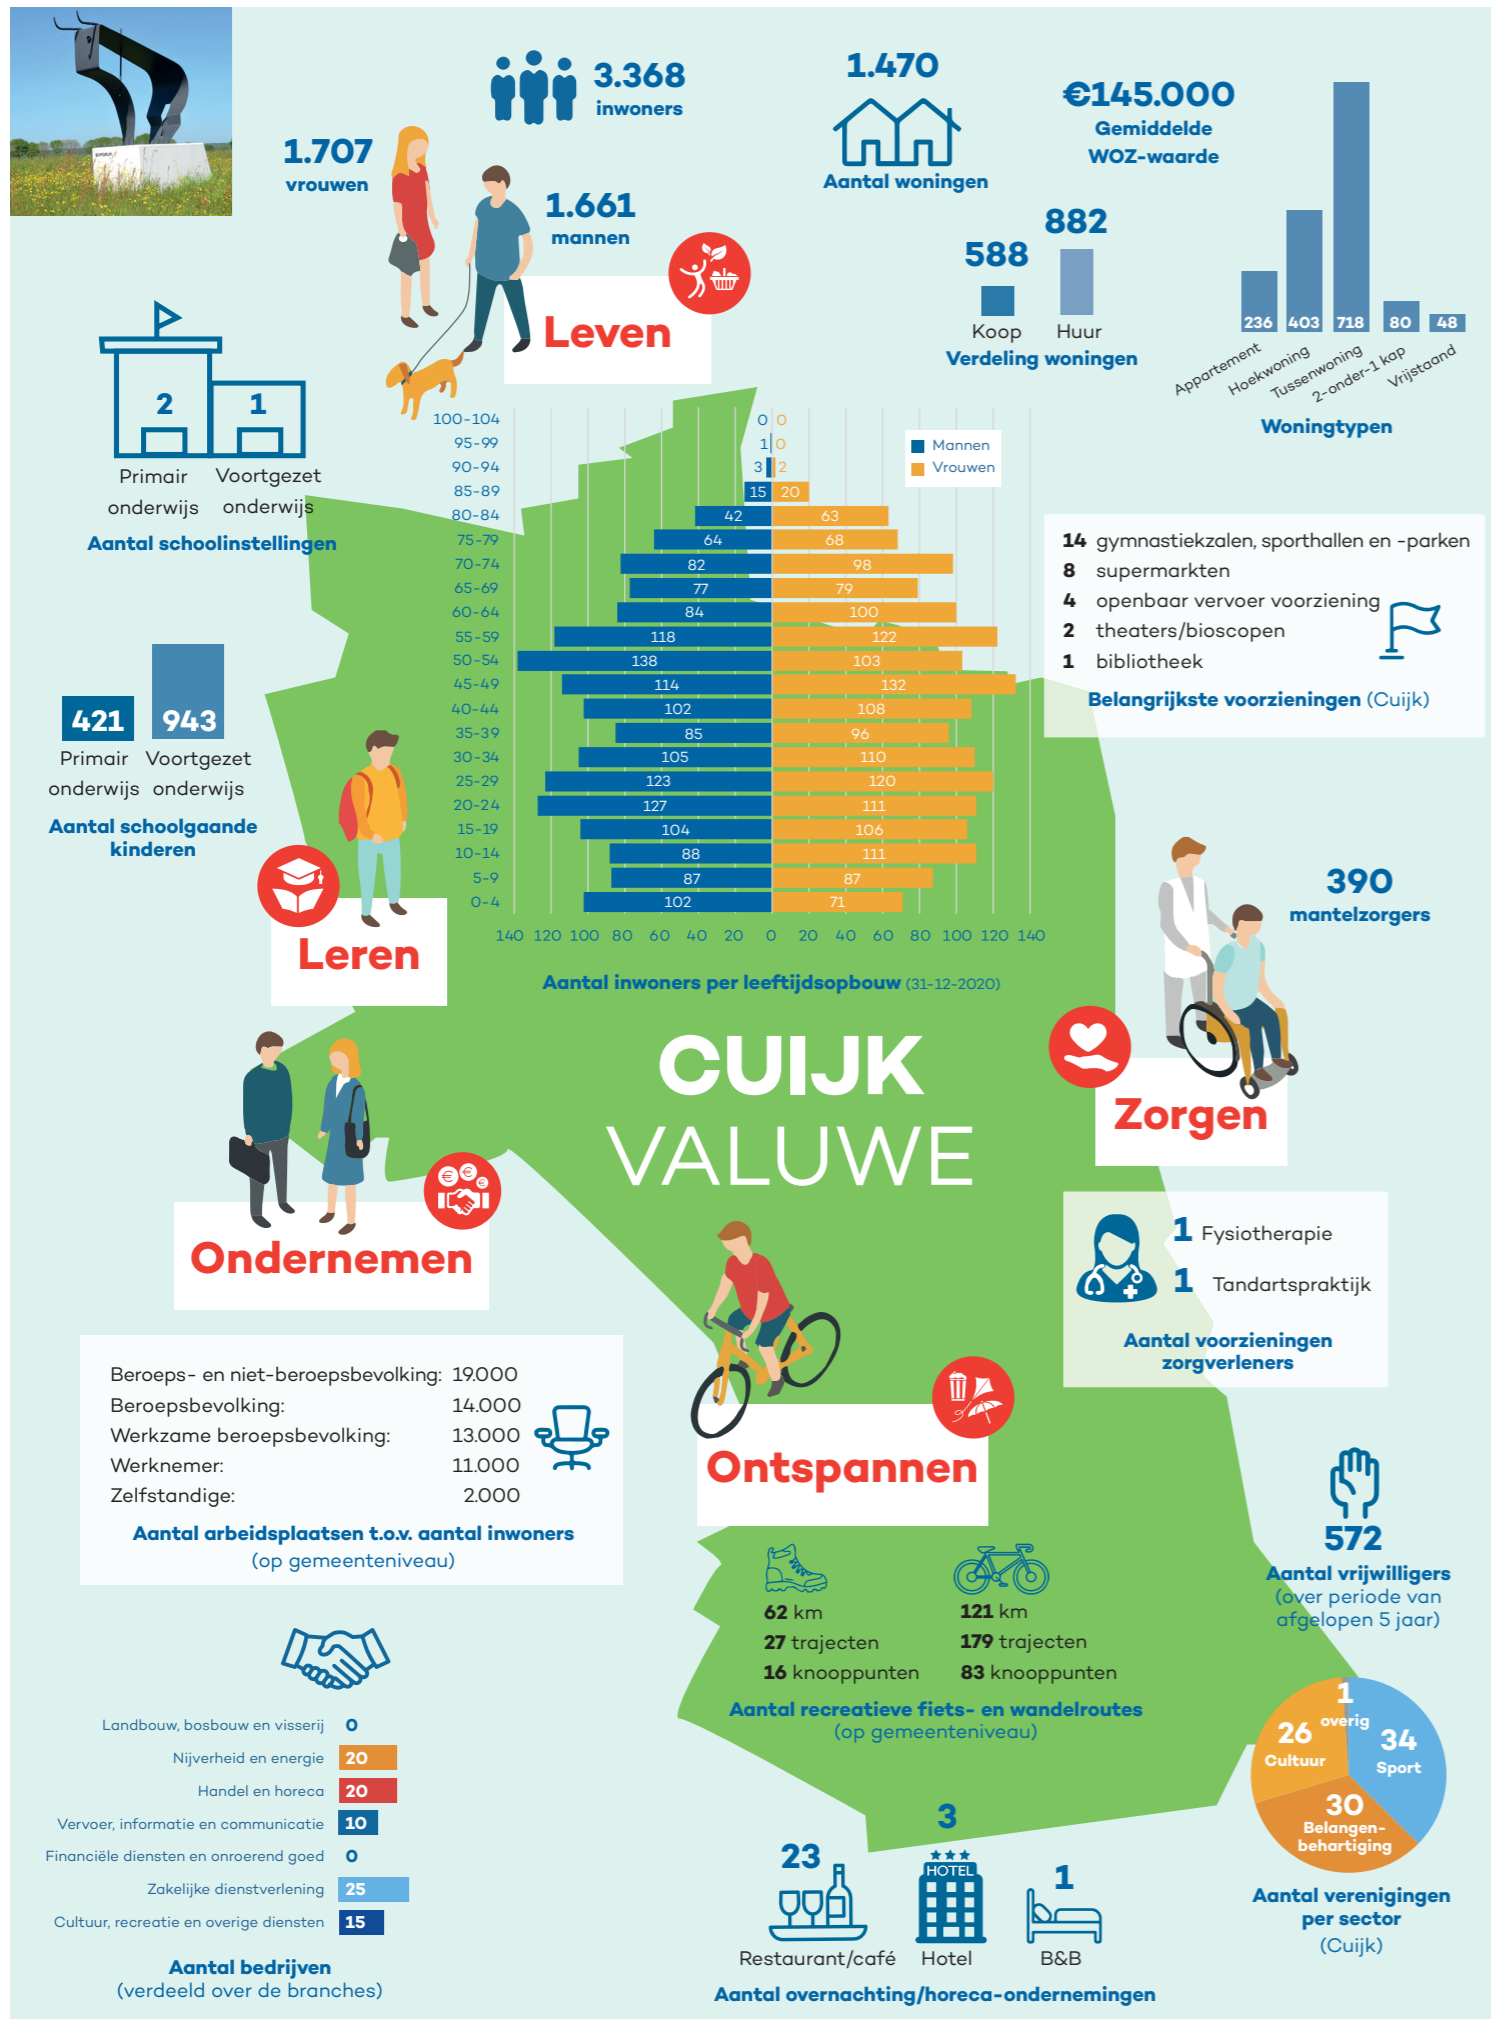 3.368
inwoners
1.707
vrouwen
1.661
mannen
1.470
Aantal woningen
€145.000
Gemiddelde
WOZ-waarde
588
882
Koop
Huur
Verdeling woningen
236
403
718
80
48
Appartement
Hoekwoning
Tussenwoning
2-onder-1 kap
Vrijstaand
Woningtypen
Leven
2
1
Primair
onderwijs
Voortgezet
onderwijs
Aantal schoolinstellingen
Mannen
Vrouwen
100-104 0 0
95-99 1 0
90-94 3 2
85-89 15 20
80-84 42 63
75-79 64 68
70-74 82 98
65-69 77 79
60-64 84 100
55-59 118 122
50-54 138 103
45-49 114 132
40-44 102 108
35-39 85 96
30-34 105 110
25-29 123 120
20-24 127 111
15-19 104 106
10-14 88 111
5-9 87 87
0-4 102 71
140 120 100 80 60 40 20 0 20 40 60 80 100 120 140
Aantal inwoners per leeftijdsopbouw (31-12-2020)
14 gymnastiekzalen, sporthallen en -parken
8 supermarkten
4 openbaar vervoer voorziening
2 theaters/bioscopen
1 bibliotheek
Belangrijkste voorzieningen (Cuijk)
421
943
Primair
onderwijs
Voortgezet
onderwijs
Aantal schoolgaande
kinderen
Leren
390
mantelzorgers
CUIJK
VALUWE
Zorgen
1 Fysiotherapie
1 Tandartspraktijk
Aantal voorzieningen
zorgverleners
Ondernemen
Beroeps- en niet-beroepsbevolking: 19.000
Beroepsbevolking: 14.000
Werkzame beroepsbevolking: 13.000
Werknemer: 11.000
Zelfstandige: 2.000
Aantal arbeidsplaatsen t.o.v. aantal inwoners
(op gemeenteniveau)
Ontspannen
62 km
27 trajecten
16 knooppunten
121 km
179 trajecten
83 knooppunten
Aantal recreatieve fiets- en wandelroutes
(op gemeenteniveau)
572
Aantal vrijwilligers
(over periode van
afgelopen 5 jaar)
Landbouw, bosbouw en visserij 0
Nijverheid en energie 20
Handel en horeca 20
Vervoer, informatie en communicatie 10
Financiële diensten en onroerend goed 0
Zakelijke dienstverlening 25
Cultuur, recreatie en overige diensten 15
Aantal bedrijven
(verdeeld over de branches)
23
Restaurant/café
3
HOTEL
Hotel
1
B&B
Aantal overnachting/horeca-ondernemingen
1
overig
26
Cultuur
34
Sport
30
Belangen-
behartiging
Aantal verenigingen
per sector
(Cuijk)